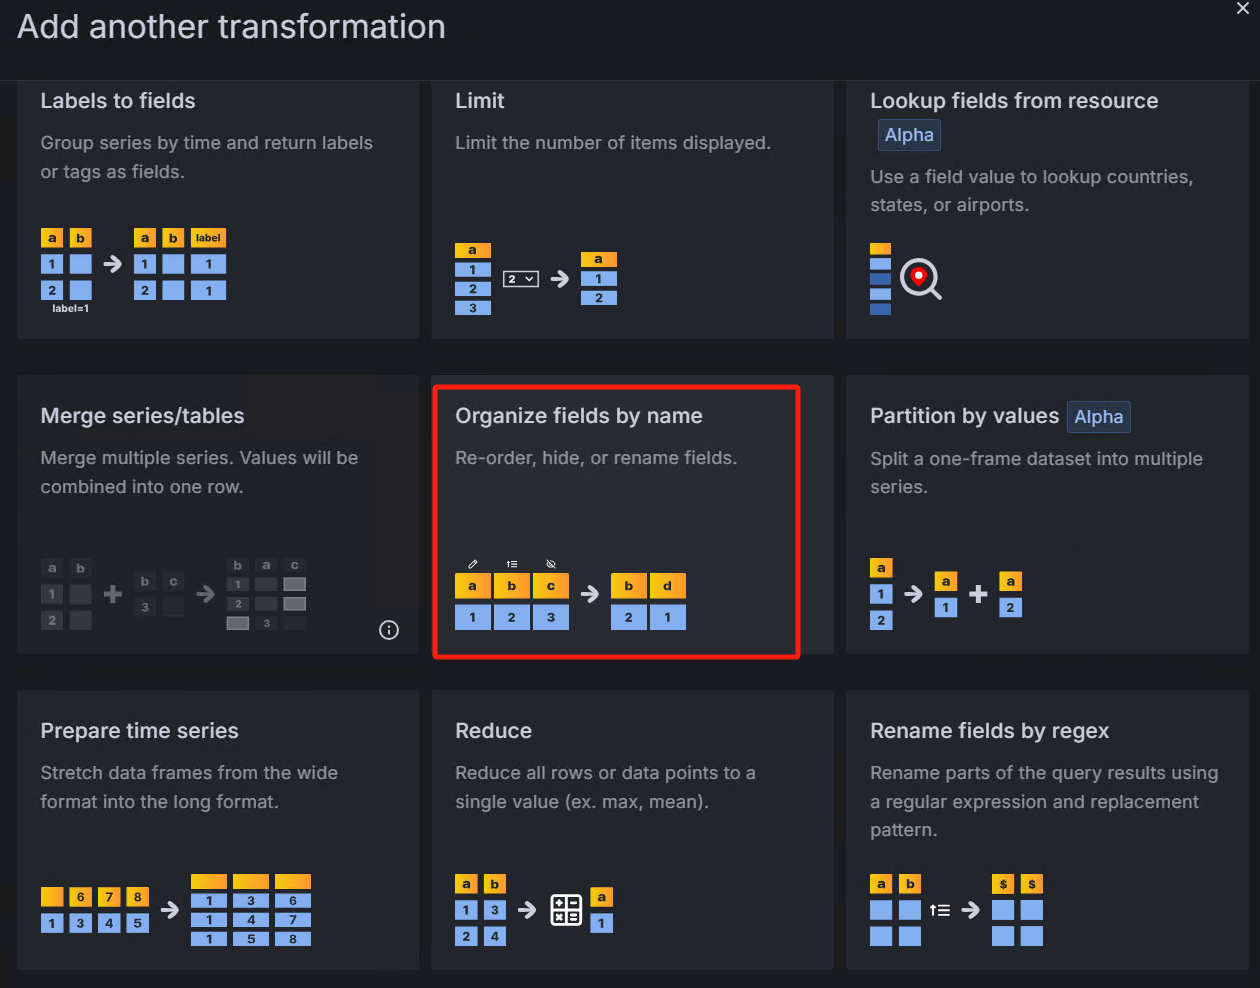 Add another transformation
Labels to fields
Group series by time and return labels
or tags as fields.
a b a b label
1 1 1
2 2 1
label=1
Limit
Limit the number of items displayed.
a
1
2
3
2
a
1
2
Lookup fields from resource
Alpha
Use a field value to lookup countries,
states, or airports.
Merge series/tables
Merge multiple series. Values will be
combined into one row.
a b
1
2
b c
3
b a c
1
2
3
Organize fields by name
Re-order, hide, or rename fields.
a b c b d
1 2 3 2 1
Partition by values Alpha
Split a one-frame dataset into multiple
series.
a
1
2
a
1
a
2
Prepare time series
Stretch data frames from the wide
format into the long format.
6 7 8
1 3 4 5
1 3 6
1 4 7
1 5 8
Reduce
Reduce all rows or data points to a
single value (ex. max, mean).
a b
1 3
2 4
a
1
Rename fields by regex
Rename parts of the query results using
a regular expression and replacement
pattern.
a b $ $